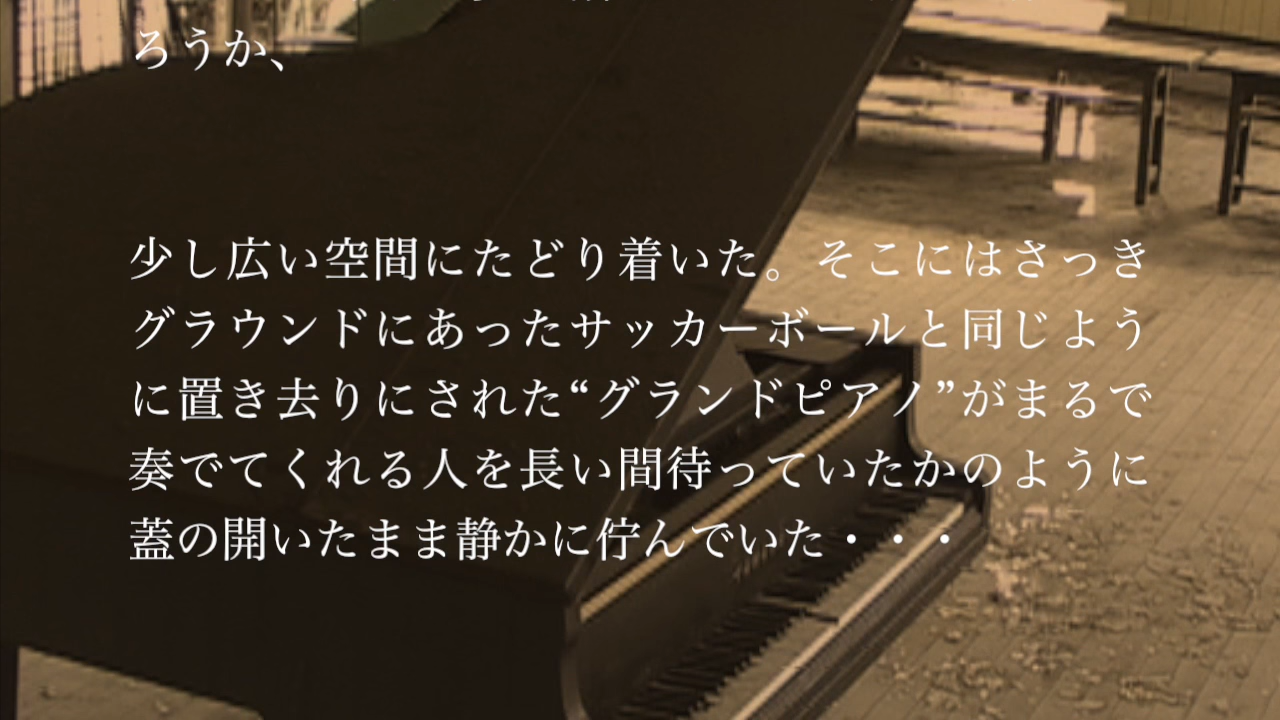 ろうか、
少し広い空間にたどり着いた。そこにはさっき
グラウンドにあったサッカーボールと同じよう
に置き去りにされた“グランドピアノ”がまるで
奏でてくれる人を長い間待っていたかのように
蓋の開いたまま静かに佇んでいた・・・